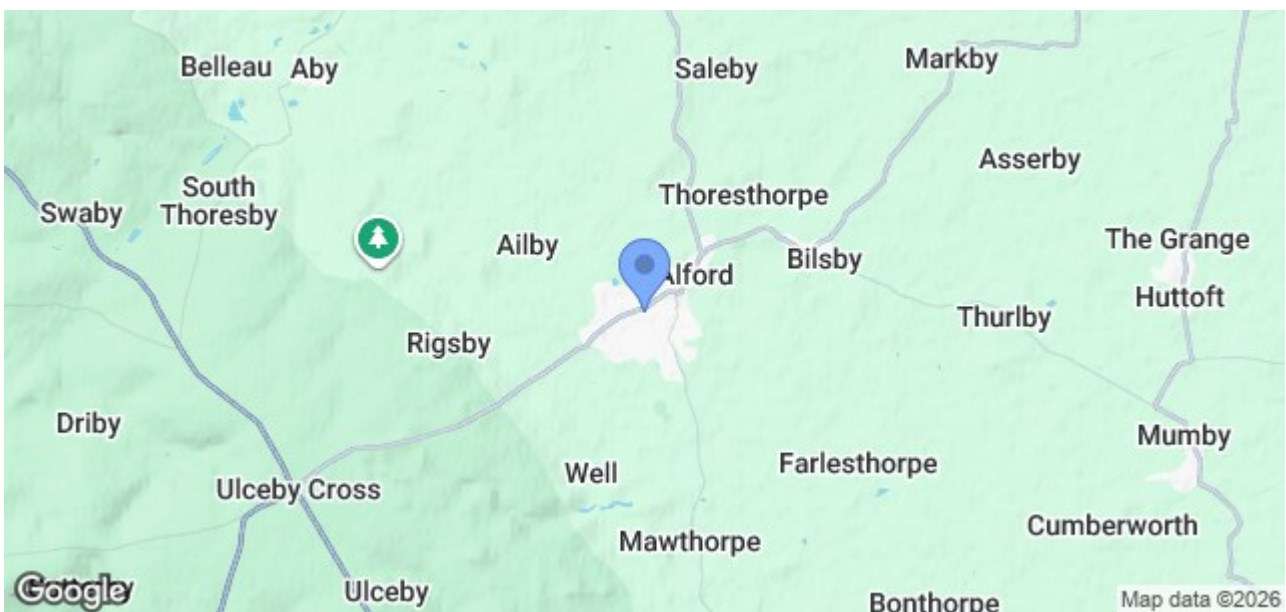 Belleau
Aby
Saleby
Markby
Asserby
South
Thoresby
Swaby
Thoresthorpe
Ailby
The Grange
Bilsby
Alford
Huttoft
Thurlby
Rigsby
Driby
Mumby
Well
Farlesthorpe
Ulceby Cross
Cumberworth
Mawthorpe
Ulceby
Google
Bonthorpe
Map data ©2026